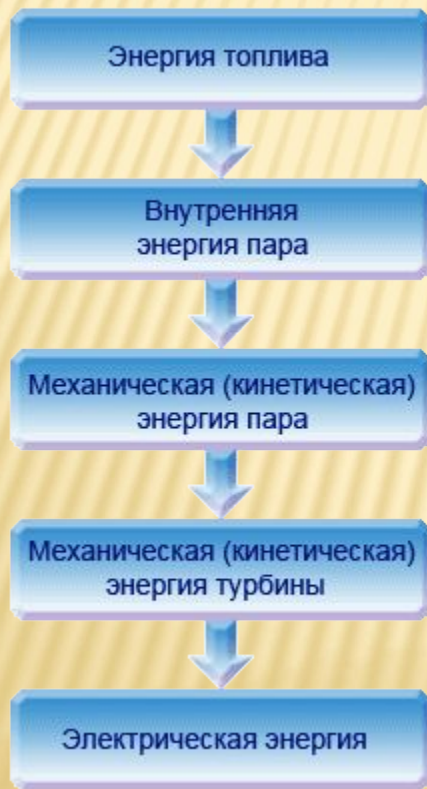 Энергия топлива
Внутренняя
энергия пара
Механическая (кинетическая)
энергия пара
Механическая (кинетическая)
энергия турбины
Электрическая энергия